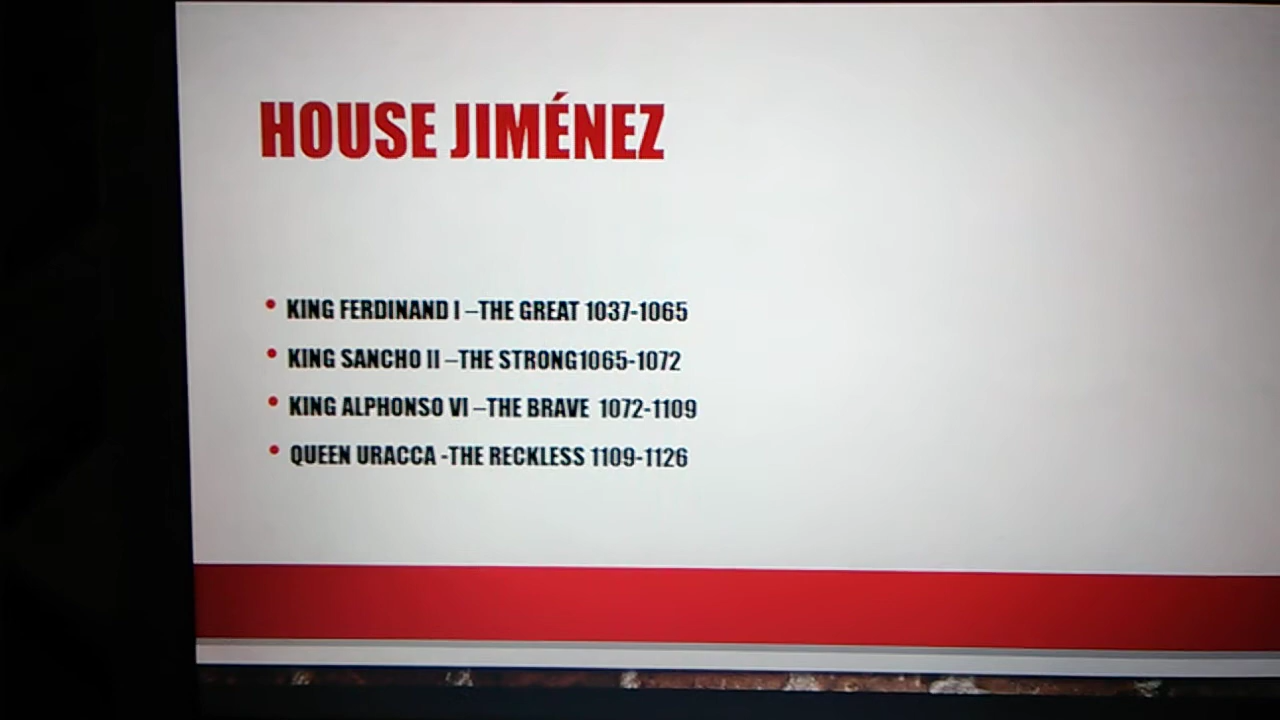 HOUSE JIMÉNEZ
• KING FERDINAND I –THE GREAT 1037-1065
• KING SANCHO II –THE STRONG1065-1072
• KING ALPHONSO VI –THE BRAVE 1072-1109
• QUEEN URACCA -THE RECKLESS 1109-1126